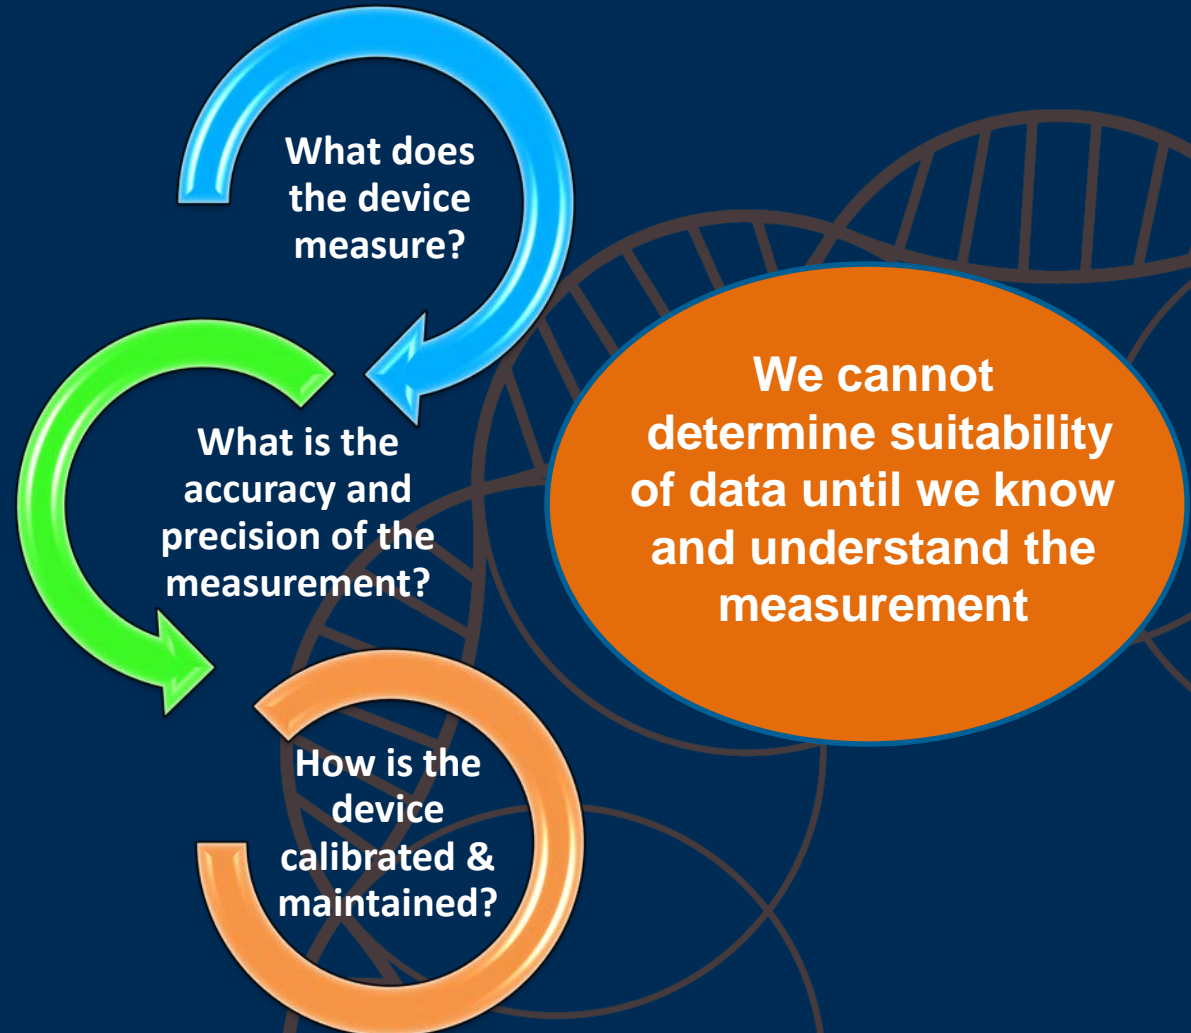 What does
the device
measure?
What is the
accuracy and
precision of the
measurement?
How is the
device
calibrated &
maintained?
We cannot
determine suitability
of data until we know
and understand the
measurement